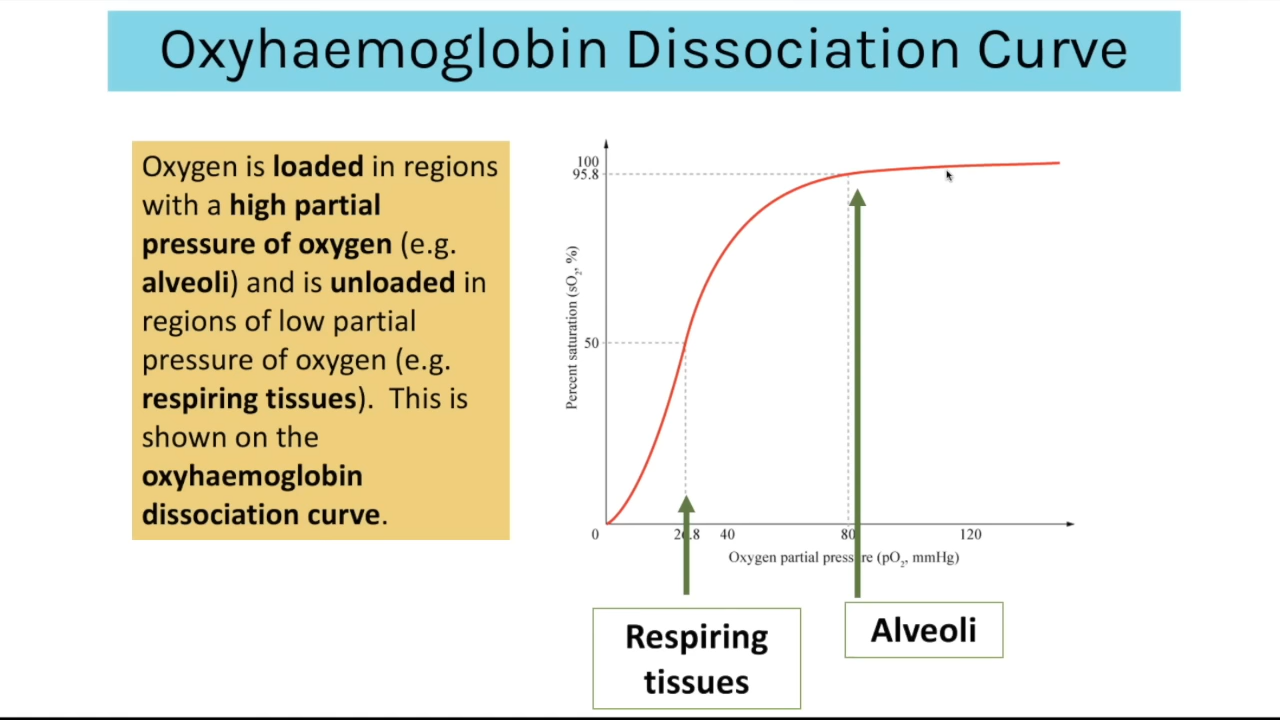 Oxyhaemoglobin Dissociation Curve
Oxygen is loaded in regions
with a high partial
pressure of oxygen (e.g.
alveoli) and is unloaded in
regions of low partial
pressure of oxygen (e.g.
respiring tissues).  This is
shown on the
oxyhaemoglobin
dissociation curve.
100
95.8
Percent saturation (sO₂, %)
50
0
26.8
40
80
120
Oxygen partial pressure (pO₂, mmHg)
Respiring
tissues
Alveoli